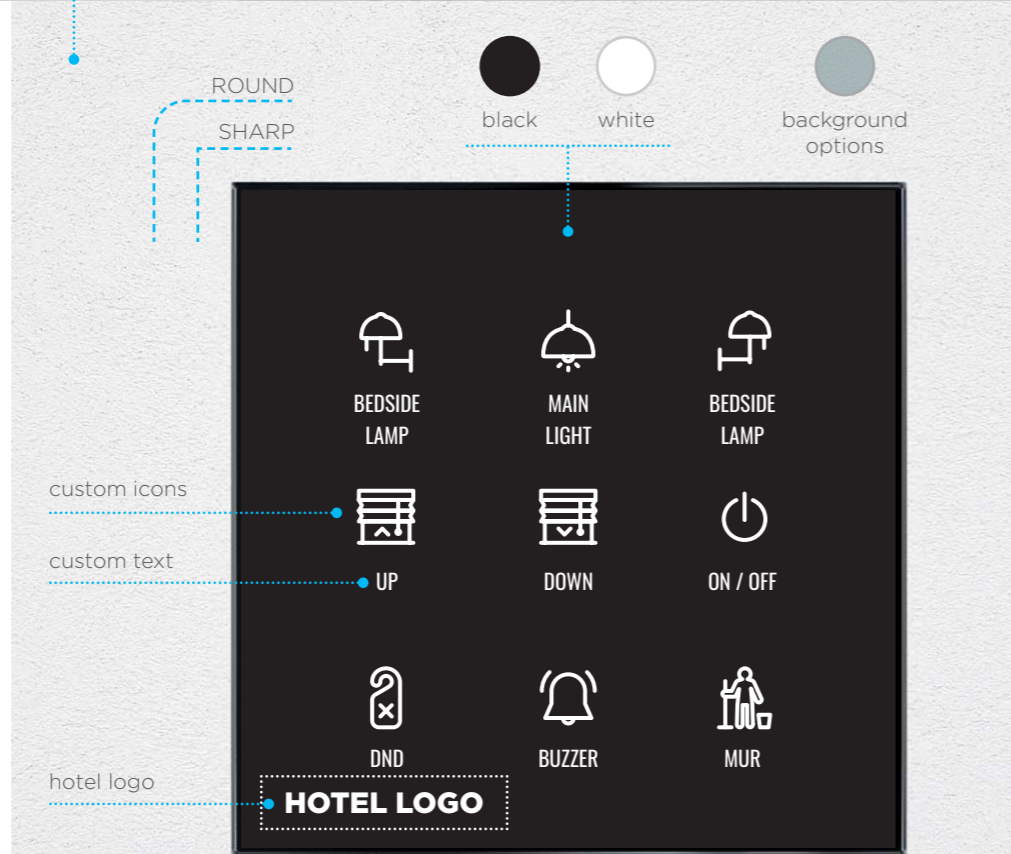 ROUND
SHARP
black
white
background
options
BEDSIDE
LAMP
MAIN
LIGHT
BEDSIDE
LAMP
custom icons
custom text
UP
DOWN
ON / OFF
DND
BUZZER
MUR
hotel logo
HOTEL LOGO